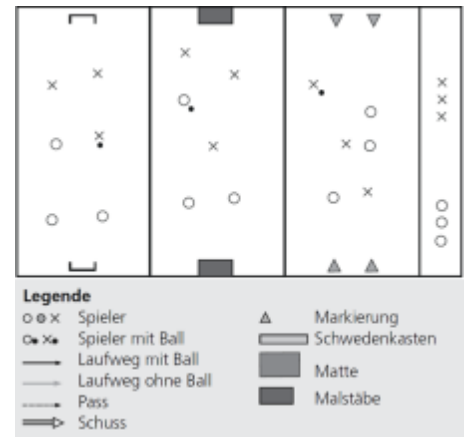 Legende
Spieler
Spieler mit Ball
Laufweg mit Ball
Laufweg ohne Ball
Pass
Schuss
Markierung
Schwedenkasten
Matte
Malstäbe